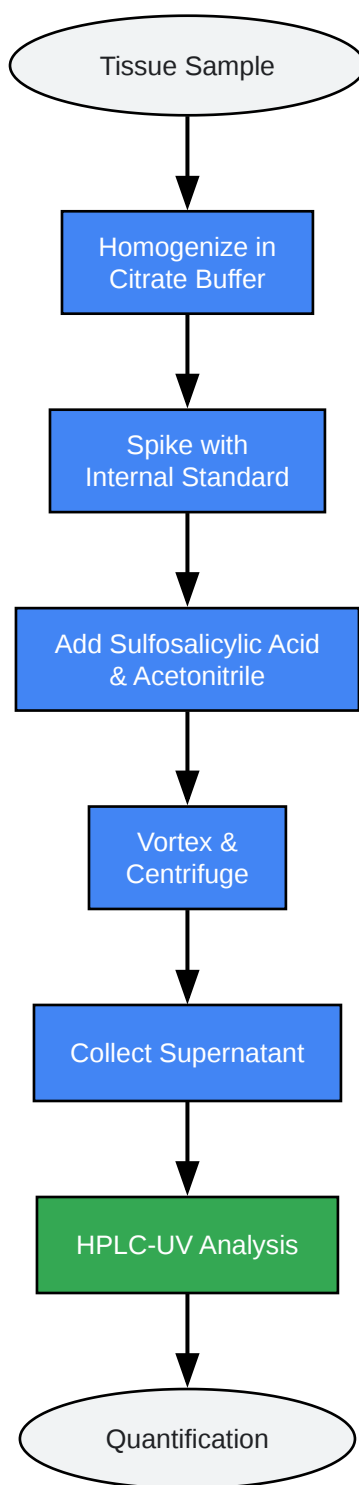 Tissue Sample
Homogenize in
Citrate Buffer
Spike with
Internal Standard
Add Sulfosalicylic Acid
& Acetonitrile
Vortex &
Centrifuge
Collect Supernatant
HPLC-UV Analysis
Quantification